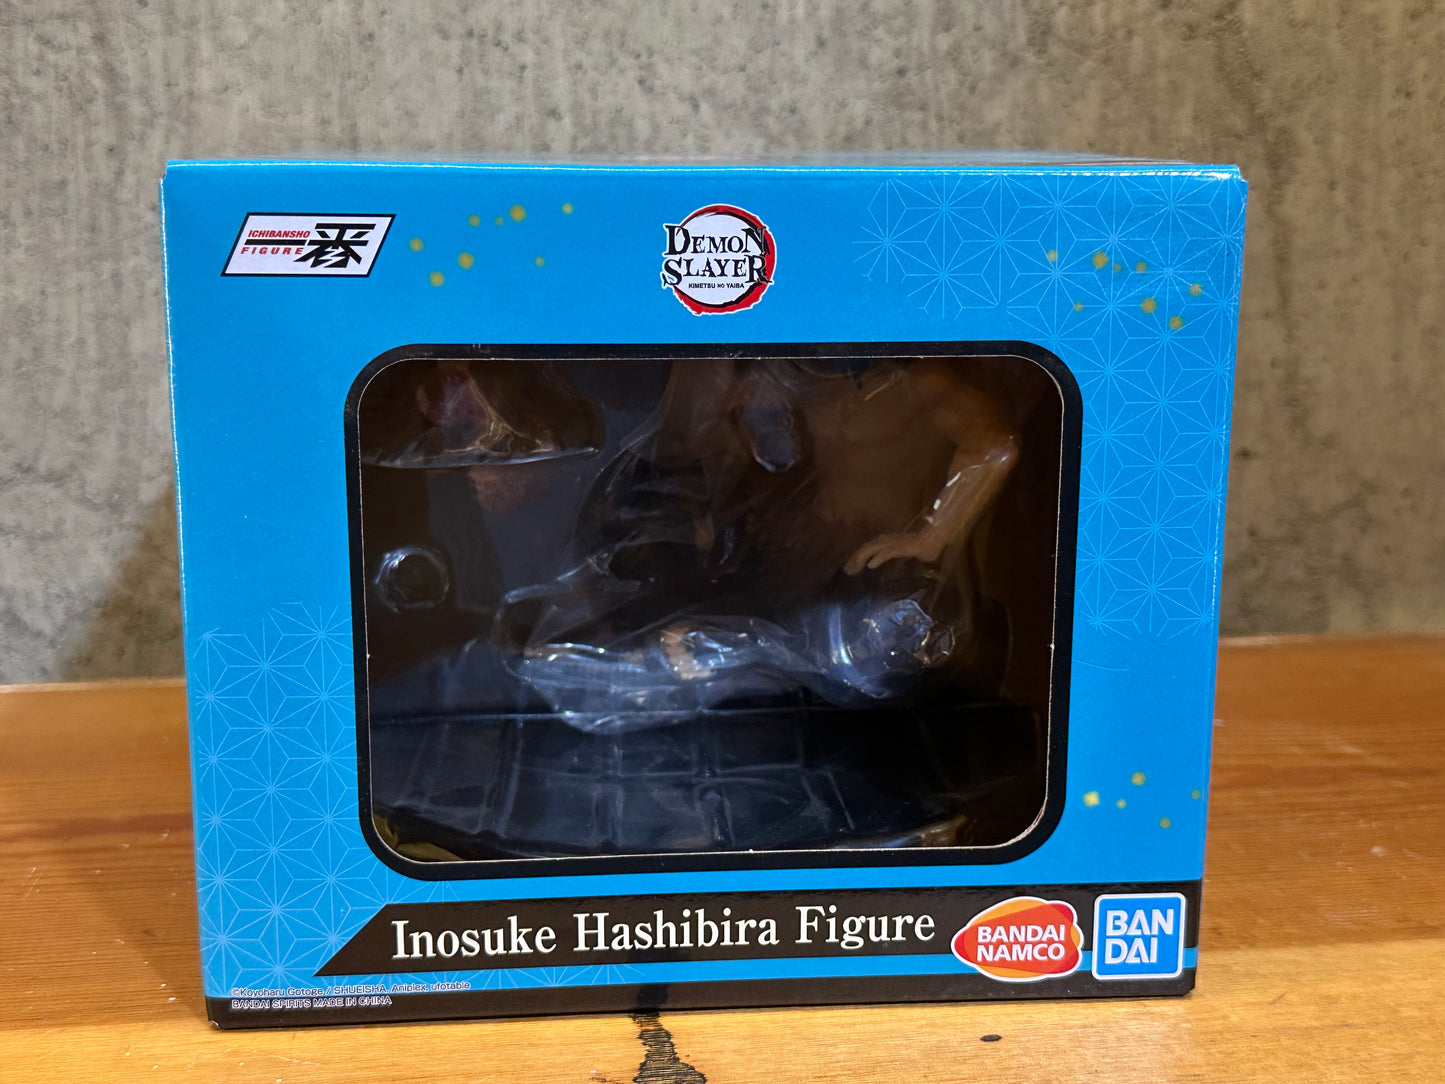 ICHIBANSHO
FIGURE
一番
DEMON
SLAYER
KIMETSU NO YAIBA
Inosuke Hashibira Figure
BANDAI
NAMCO
BAN
DAI
©Koyoharu Gotoge / SHUEISHA, Aniplex, ufotable
BANDAI SPIRITS MADE IN CHINA